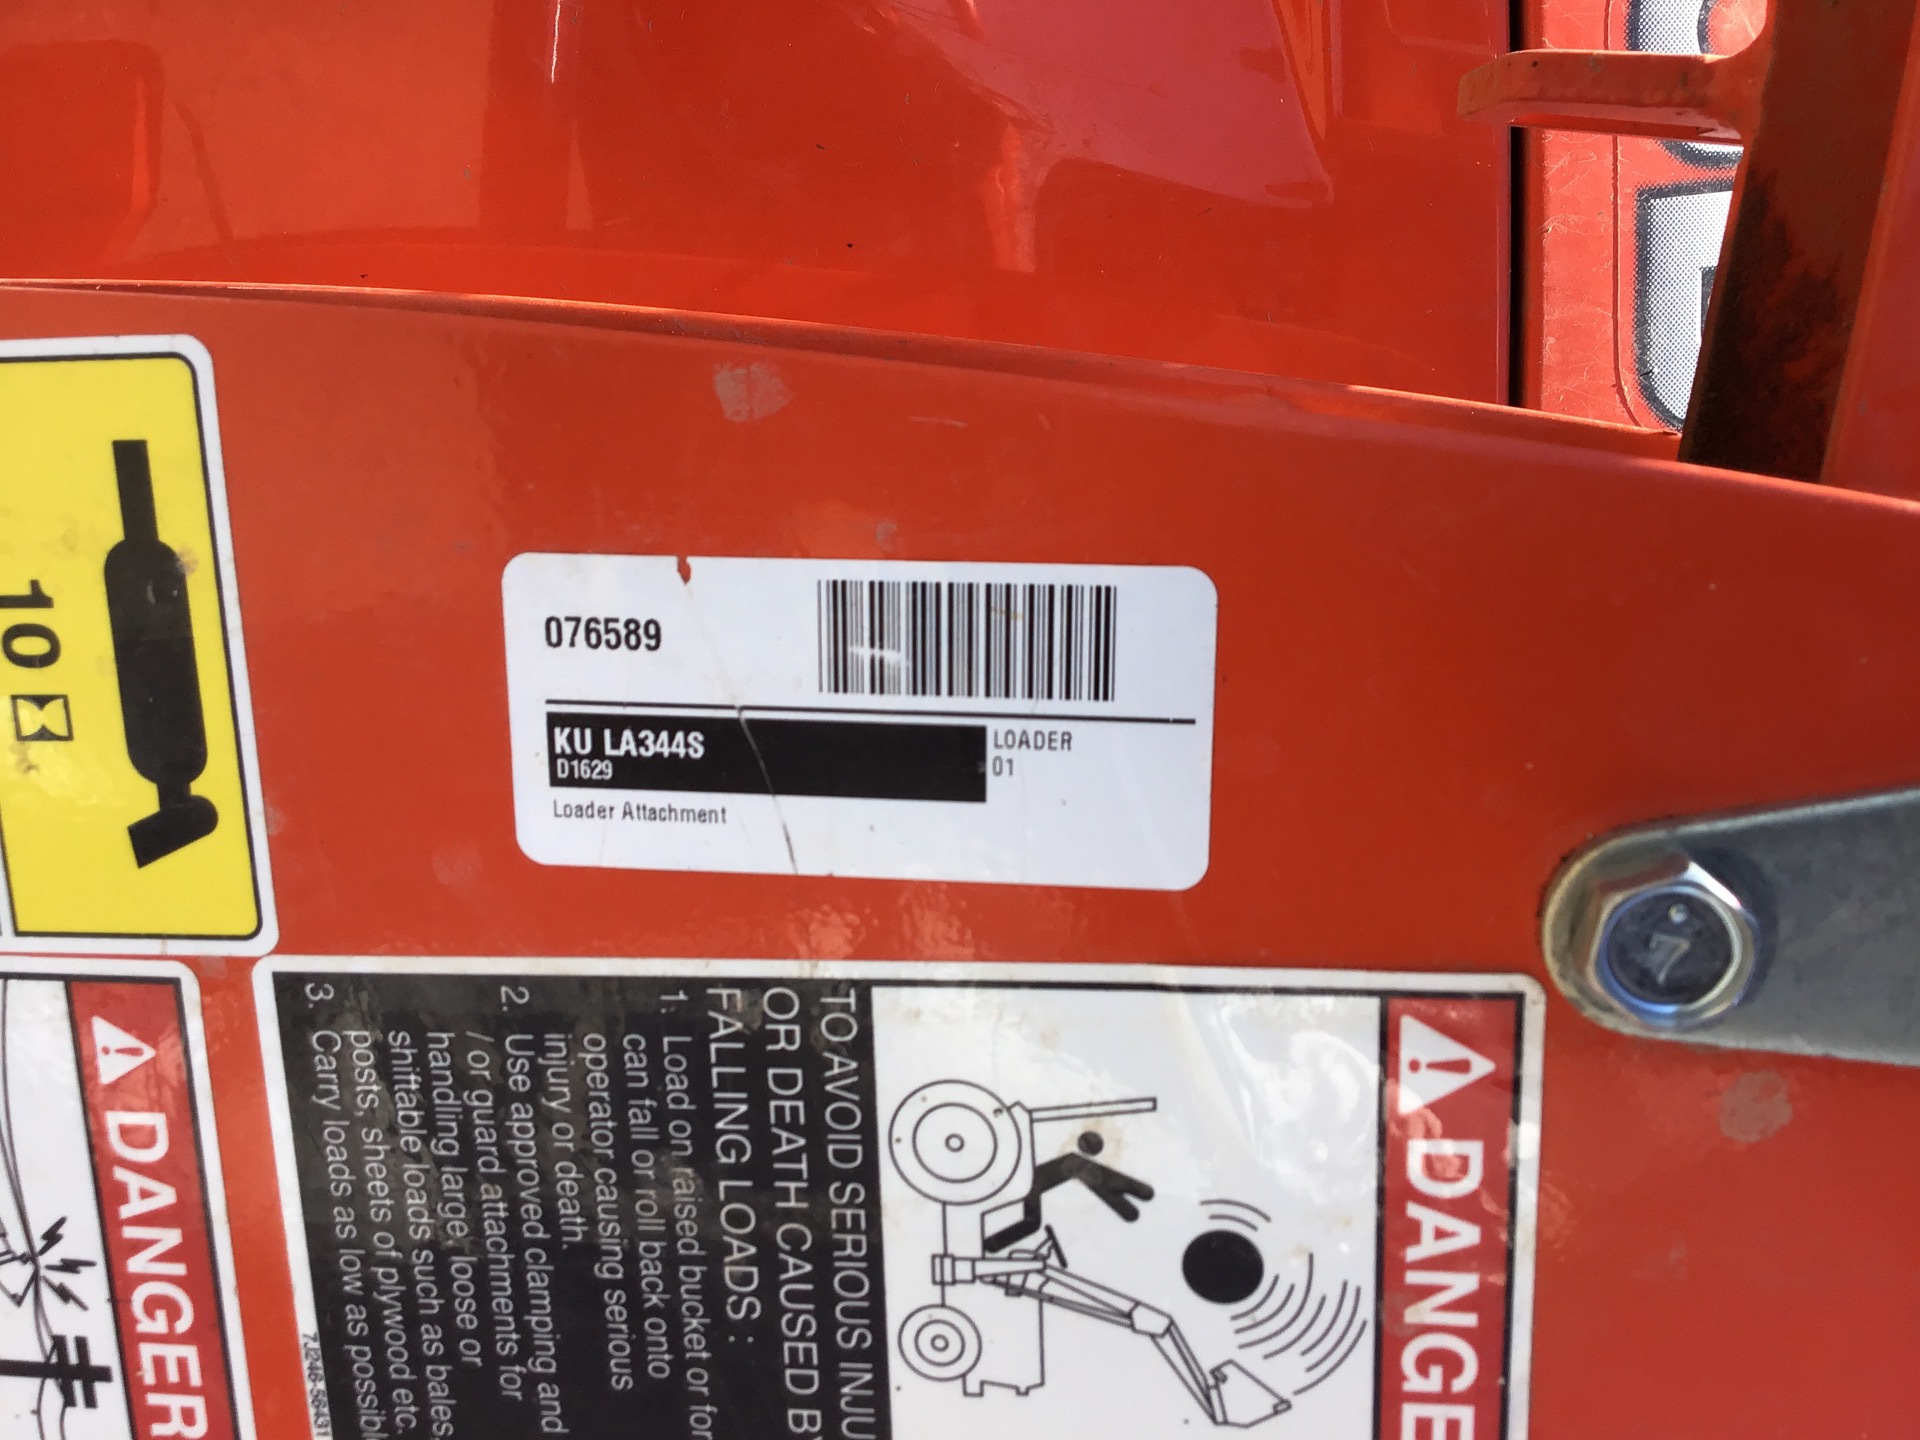 076589
KU LA344S
D1629
LOADER
01
Loader Attachment
10
DANGER
DANGE
TO AVOID SERIOUS INJU
OR DEATH CAUSED B
FALLING LOADS :
1. Load on raised bucket or for
can fall or roll back onto
operator causing serious
injury or death.
2. Use approved clamping and
/ or guard attachments for
handling large, loose or
shiftable loads such as bales,
posts, sheets of plywood etc.
3. Carry loads as low as possibl
7